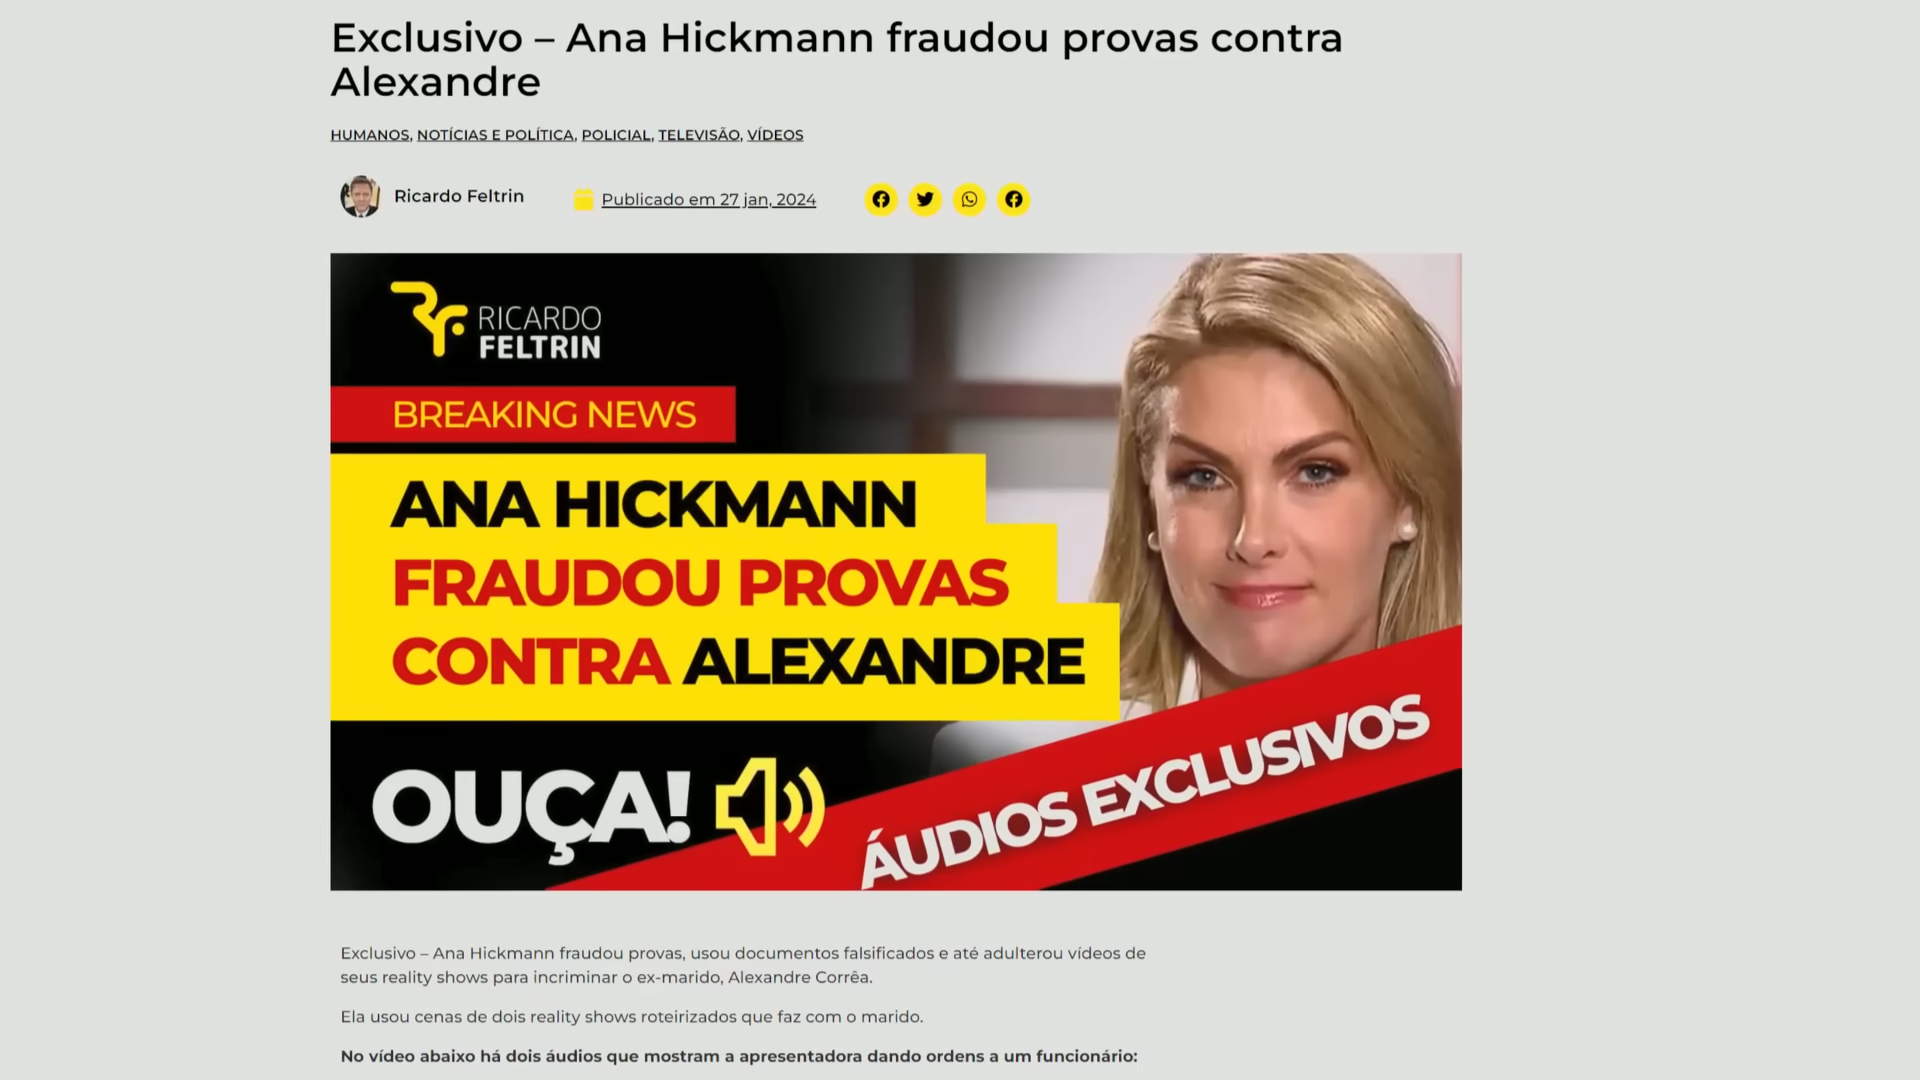 Exclusivo – Ana Hickmann fraudou provas contra
Alexandre
HUMANOS, NOTÍCIAS E POLÍTICA, POLICIAL, TELEVISÃO, VÍDEOS
Ricardo Feltrin
Publicado em 27 jan, 2024
RF. RICARDO
FELTRIN
BREAKING NEWS
ANA HICKMANN
FRAUDOU PROVAS
CONTRA ALEXANDRE
OUÇA!
ÁUDIOS EXCLUSIVOS
Exclusivo – Ana Hickmann fraudou provas, usou documentos falsificados e até adulterou vídeos de
seus reality shows para incriminar o ex-marido, Alexandre Corrêa.
Ela usou cenas de dois reality shows roteirizados que faz com o marido.
No vídeo abaixo há dois áudios que mostram a apresentadora dando ordens a um funcionário: